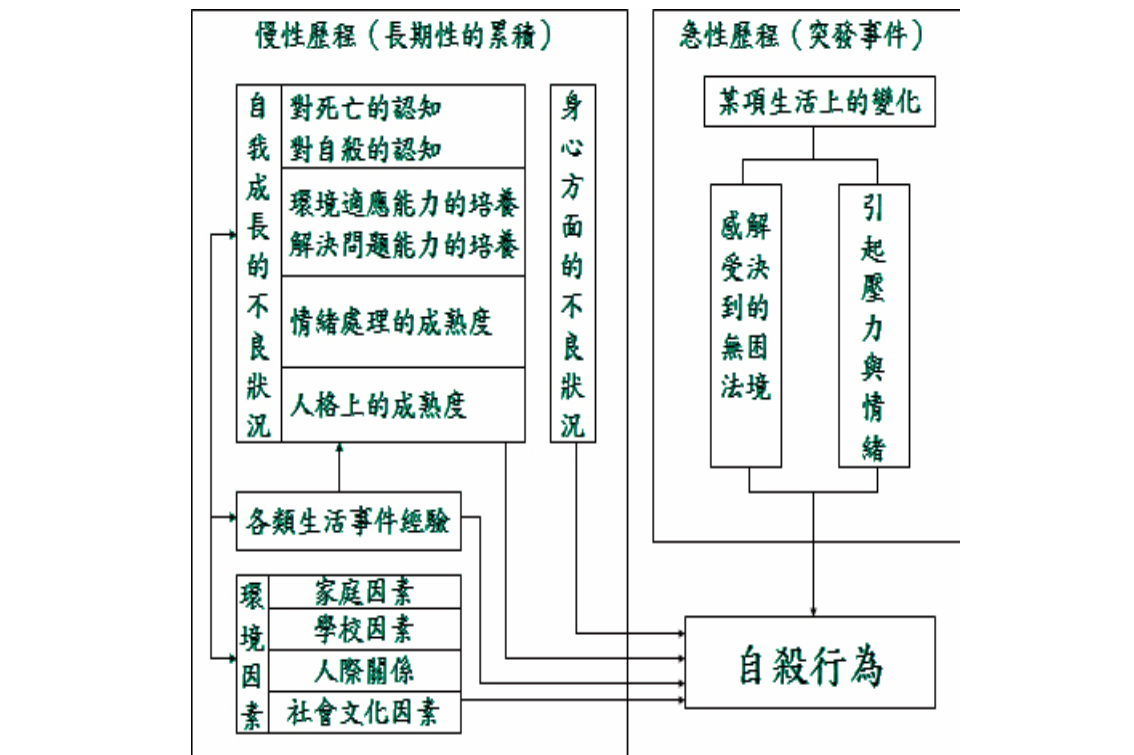 慢性歷程(長期性的累積)
自我成長的不良狀況
對死亡的認知
對自殺的認知
環境適應能力的培養
解決問題能力的培養
情緒處理的成熟度
人格上的成熟度
身心方面的不良狀況
各類生活事件經驗
環境因素
家庭因素
學校因素
人際關係
社會文化因素
急性歷程(突發事件)
某項生活上的變化
感受到無法
解決的困境
引起壓力與情緒
自殺行為